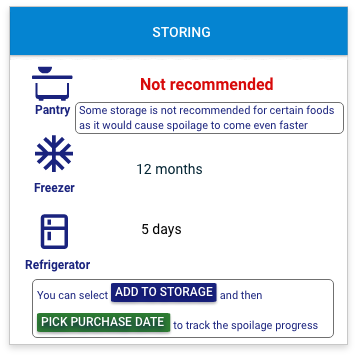 STORING
Not recommended
Pantry
Some storage is not recommended for certain foods
as it would cause spoilage to come even faster
12 months
Freezer
5 days
Refrigerator
You can select ADD TO STORAGE and then
PICK PURCHASE DATE to track the spoilage progress